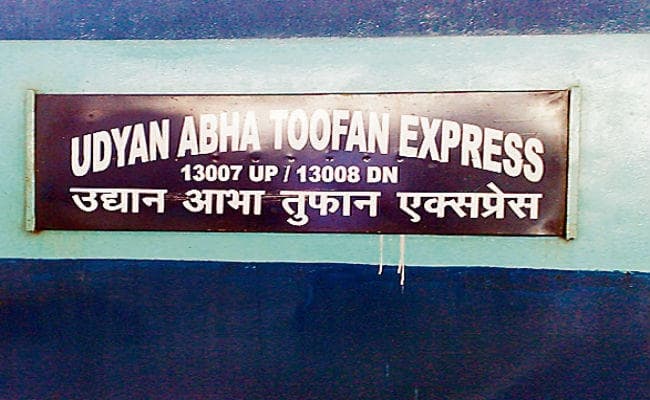 UDYAN ABHA TOOFAN EXPRESS
13007 UP / 13008 DN
उद्यान आभा तुफान एक्सप्रेस